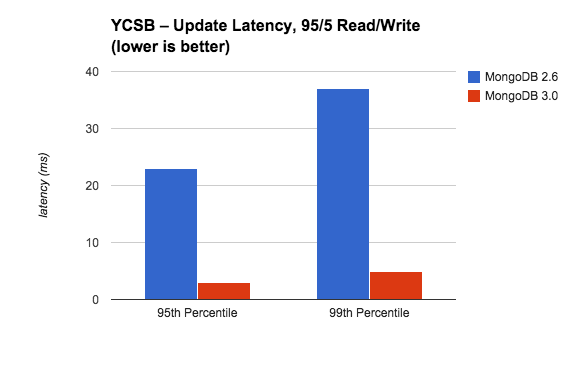 YCSB – Update Latency, 95/5 Read/Write
(lower is better)
MongoDB 2.6
MongoDB 3.0
latency (ms)
40
30
20
10
0
95th Percentile
99th Percentile